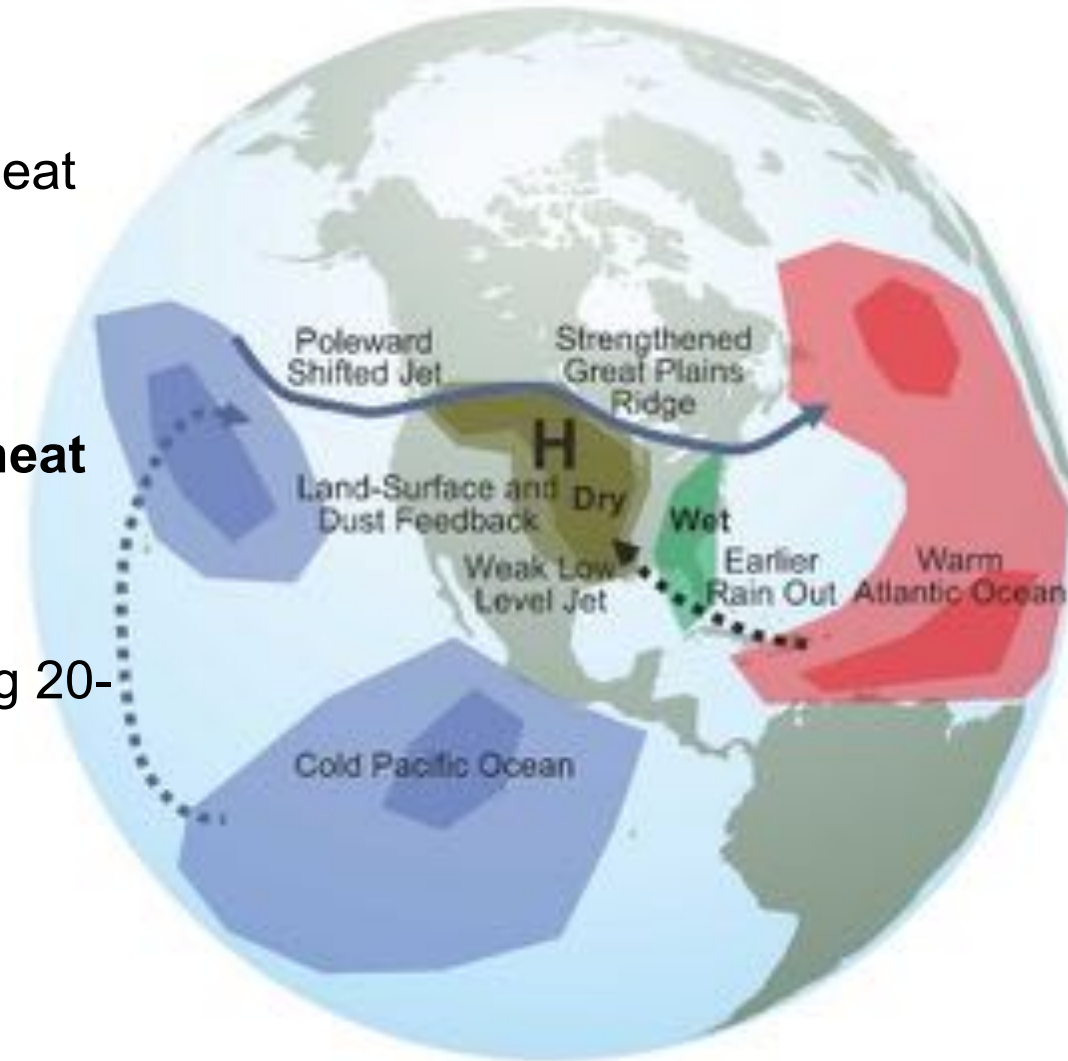 eat
Poleward
Shifted Jet
Strengthened
Great Plains
Ridge
H
heat
Land-Surface and
Dust Feedback
Dry
Wet
Weak Low
Level Jet
Earlier
Rain Out
Warm
Atlantic Ocean
g 20-
Cold Pacific Ocean